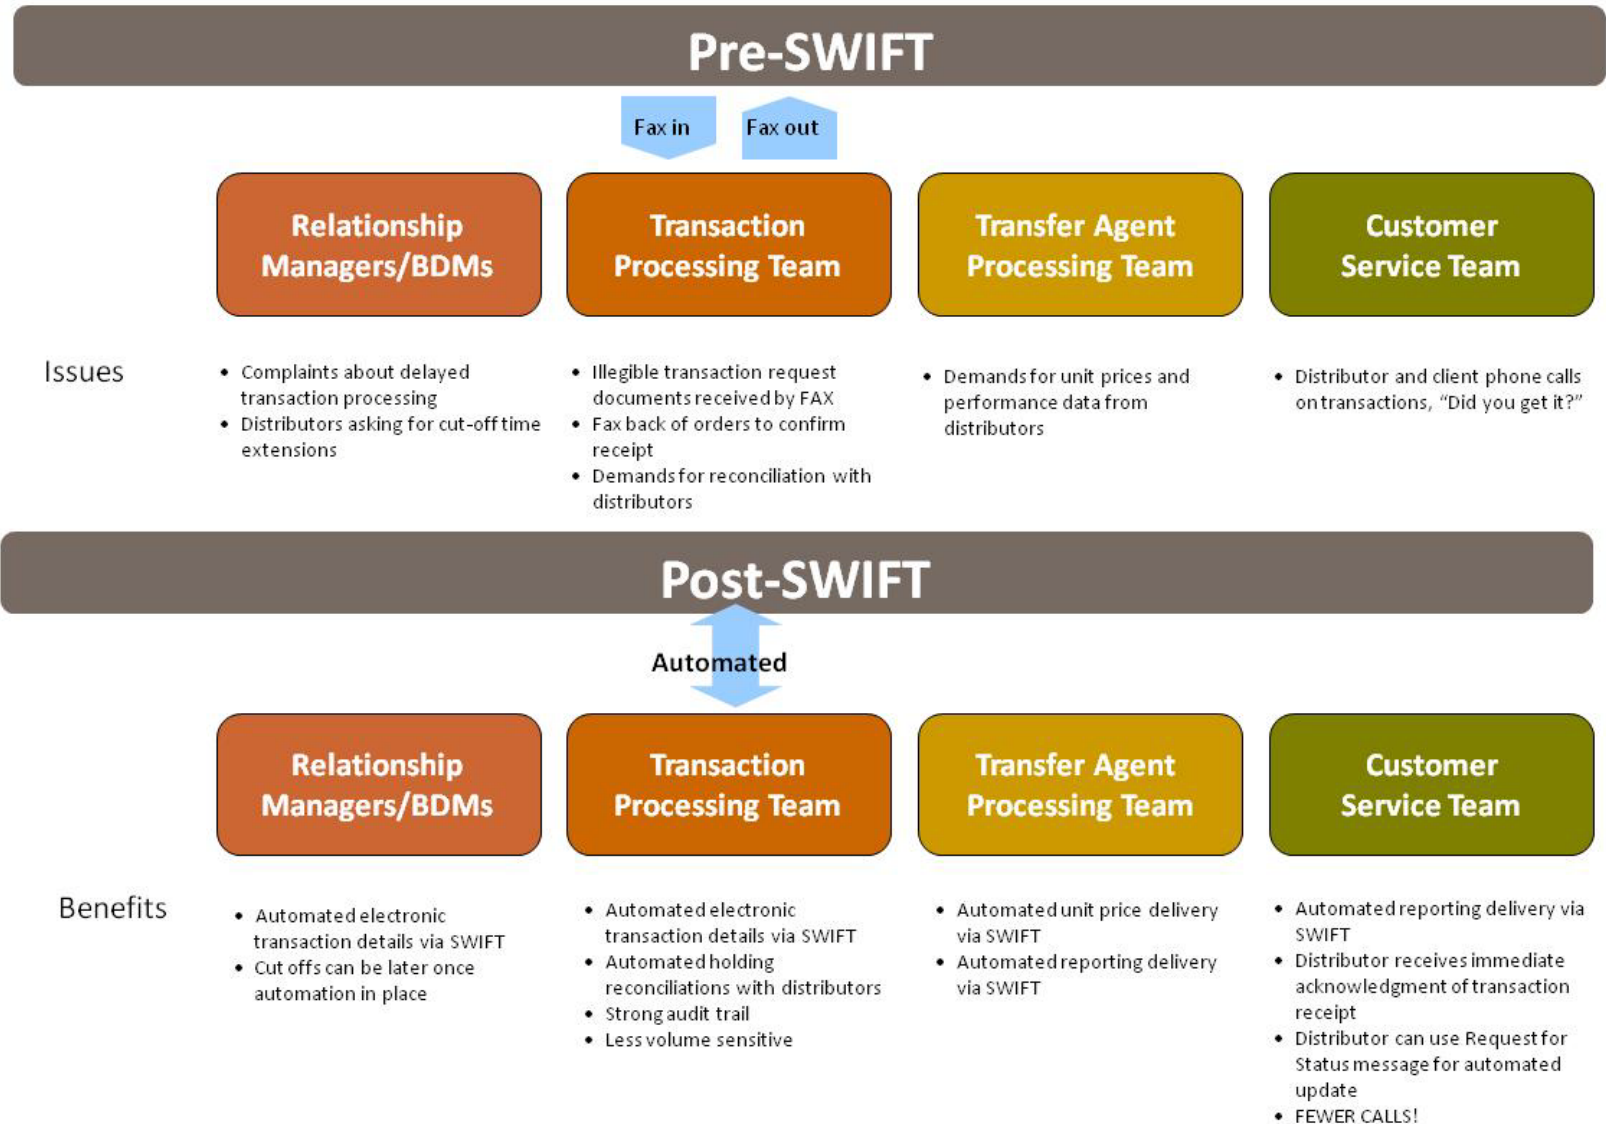 Pre-SWIFT
Fax in
Fax out
Relationship
Managers/BDMs
Transaction
Processing Team
Transfer Agent
Processing Team
Customer
Service Team
Issues
• Complaints about delayed
transaction processing
• Distributors asking for cut-off time
extensions
• Illegible transaction request
documents received by FAX
• Fax back of orders to confirm
receipt
• Demands for reconciliation with
distributors
• Demands for unit prices and
performance data from
distributors
• Distributor and client phone calls
on transactions, “Did you get it?”
Post-SWIFT
Automated
Relationship
Managers/BDMs
Transaction
Processing Team
Transfer Agent
Processing Team
Customer
Service Team
Benefits
• Automated electronic
transaction details via SWIFT
• Cut offs can be later once
automation in place
• Automated electronic
transaction details via SWIFT
• Automated holding
reconciliations with distributors
• Strong audit trail
• Less volume sensitive
• Automated unit price delivery
via SWIFT
• Automated reporting delivery
via SWIFT
• Automated reporting delivery via
SWIFT
• Distributor receives immediate
acknowledgment of transaction
receipt
• Distributor can use Request for
Status message for automated
update
• FEWER CALLS!